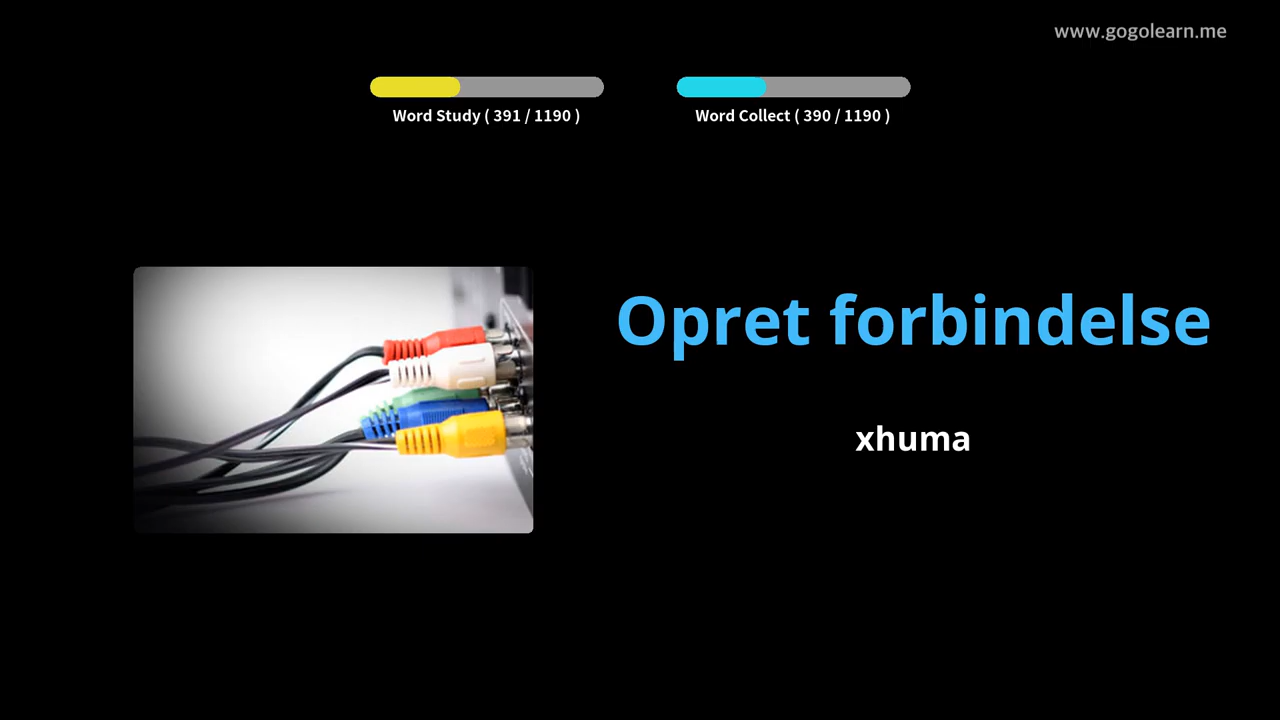 www.gogolearn.me
Word Study ( 391 / 1190 )
Word Collect ( 390 / 1190 )
Opret forbindelse
xhuma